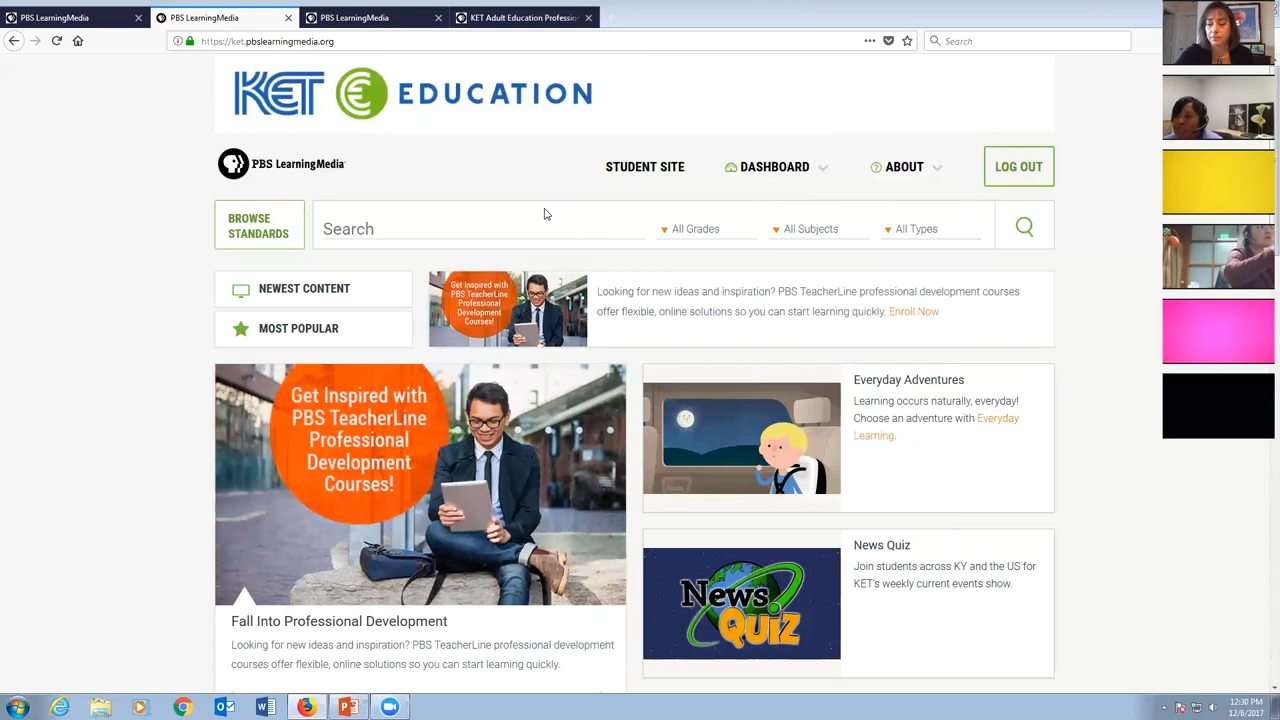 PBS LearningMedia
PBS LearningMedia
PBS LearningMedia
KET Adult Education Profession
https://ket.pbslearningmedia.org
Search
KET EDUCATION
PBS LearningMedia
STUDENT SITE
DASHBOARD
ABOUT
LOG OUT
BROWSE
STANDARDS
Search
All Grades
All Subjects
All Types
NEWEST CONTENT
MOST POPULAR
Get Inspired with
PBS TeacherLine
Professional
Development
Courses!
Looking for new ideas and inspiration? PBS TeacherLine professional development courses
offer flexible, online solutions so you can start learning quickly. Enroll Now
Get Inspired with
PBS TeacherLine
Professional
Development
Courses!
Fall Into Professional Development
Looking for new ideas and inspiration? PBS TeacherLine professional development
courses offer flexible, online solutions so you can start learning quickly.
Everyday Adventures
Learning occurs naturally, everyday!
Choose an adventure with Everyday
Learning.
News QUIZ
News Quiz
Join students across KY and the US for
KET's weekly current events show.
12:30 PM
12/6/2017